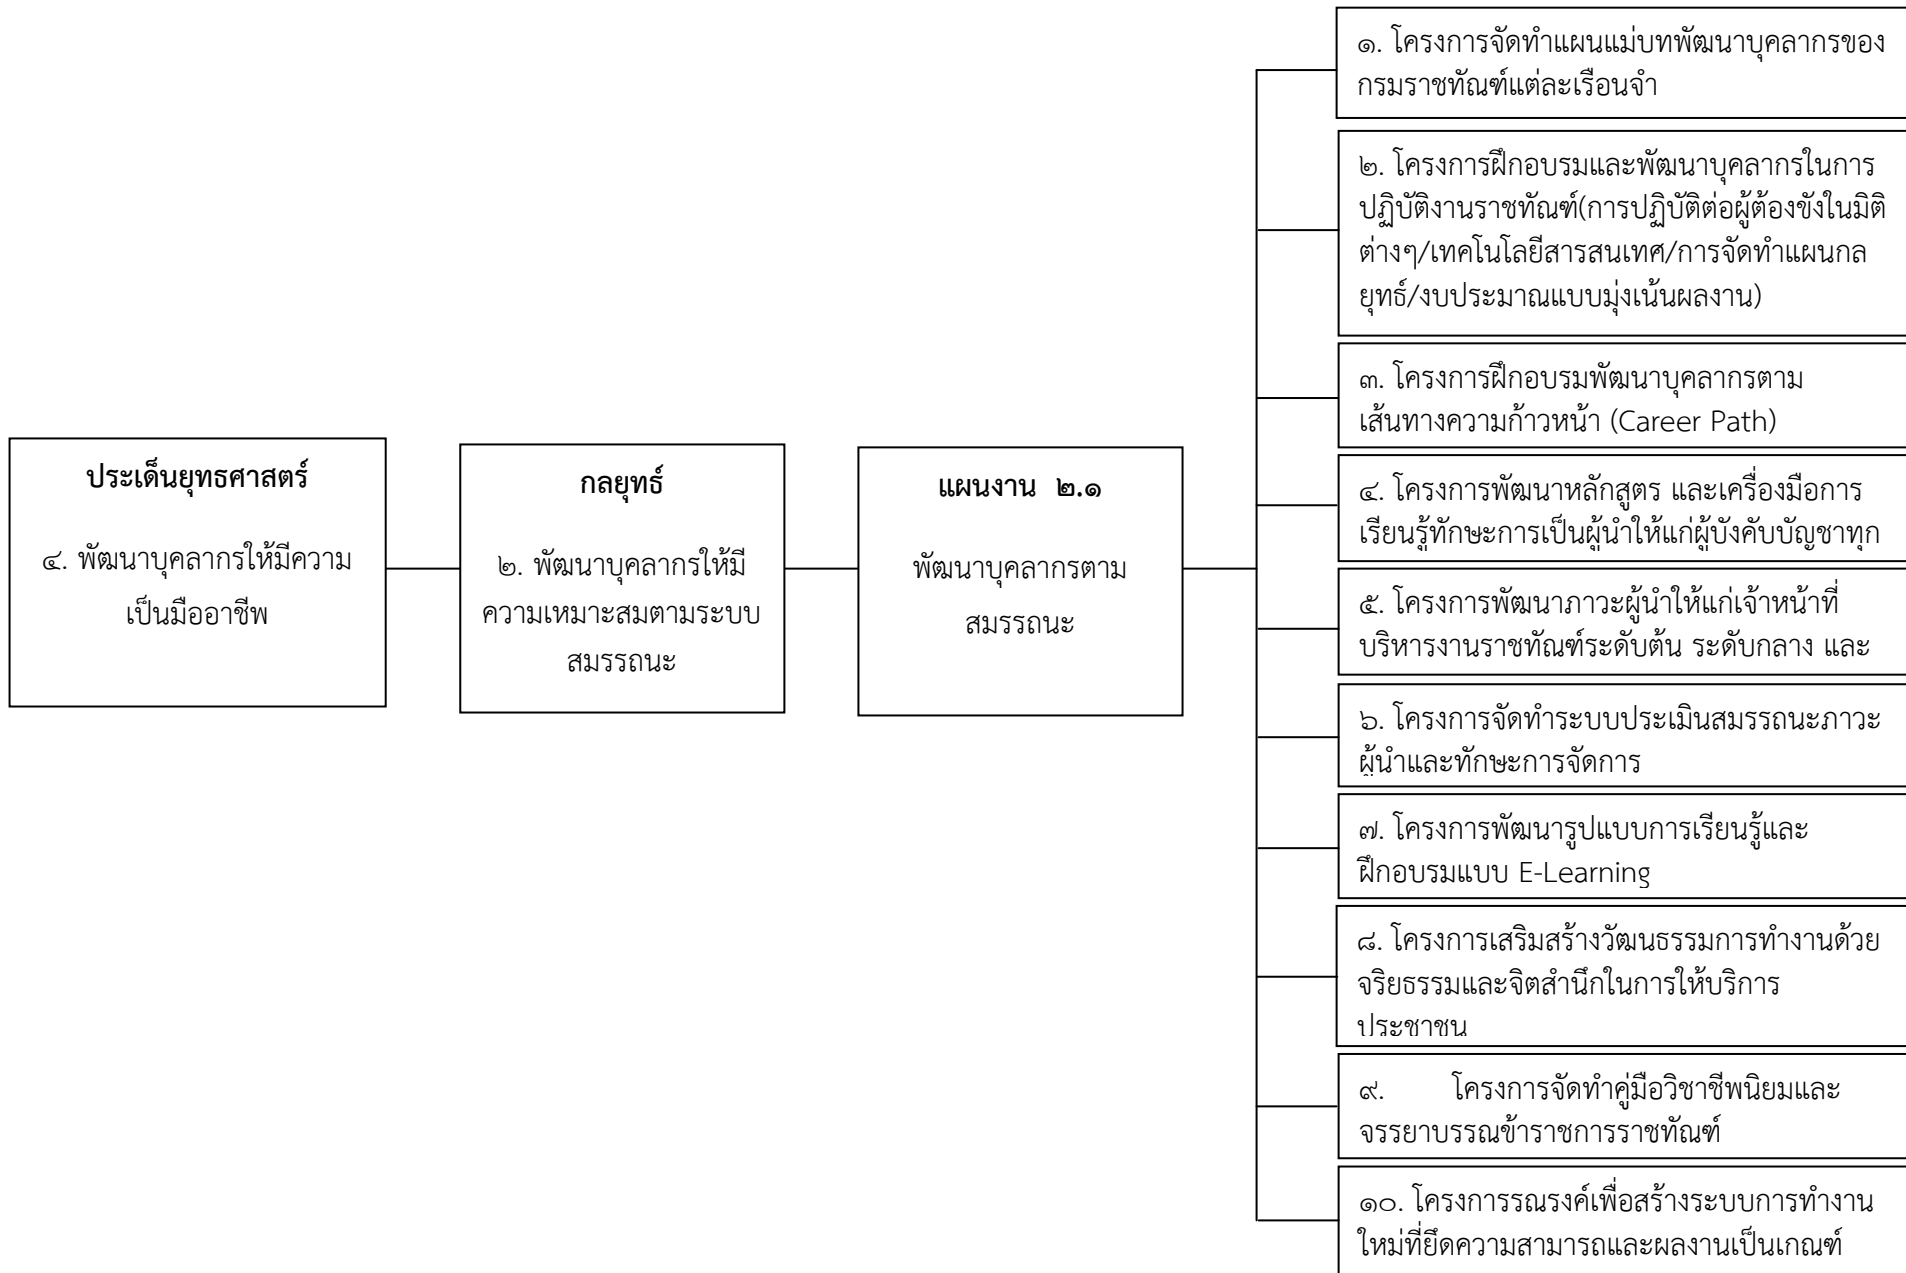 ประเด็นยุทธศาสตร์
๔. พัฒนาบุคลากรให้มีความ
เป็นมืออาชีพ
กลยุทธ์
๒. พัฒนาบุคลากรให้มี
ความเหมาะสมตามระบบ
สมรรถนะ
แผนงาน ๒.๑
พัฒนาบุคลากรตาม
สมรรถนะ
๑. โครงการจัดทำแผนแม่บทพัฒนาบุคลากรของ
กรมราชทัณฑ์แต่ละเรือนจำ
๒. โครงการฝึกอบรมและพัฒนาบุคลากรในการ
ปฏิบัติงานราชทัณฑ์(การปฏิบัติต่อผู้ต้องขังในมิติ
ต่างๆ/เทคโนโลยีสารสนเทศ/การจัดทำแผนกล
ยุทธ์/งบประมาณแบบมุ่งเน้นผลงาน)
๓. โครงการฝึกอบรมพัฒนาบุคลากรตาม
เส้นทางความก้าวหน้า (Career Path)
๔. โครงการพัฒนาหลักสูตร และเครื่องมือการ
เรียนรู้ทักษะการเป็นผู้นำให้แก่ผู้บังคับบัญชาทุก
๕. โครงการพัฒนาภาวะผู้นำให้แก่เจ้าหน้าที่
บริหารงานราชทัณฑ์ระดับต้น ระดับกลาง และ
๖. โครงการจัดทำระบบประเมินสมรรถนะภาวะ
ผู้นำและทักษะการจัดการ
๗. โครงการพัฒนารูปแบบการเรียนรู้และ
ฝึกอบรมแบบ E-Learning
๘. โครงการเสริมสร้างวัฒนธรรมการทำงานด้วย
จริยธรรมและจิตสำนึกในการให้บริการ
ประชาชน
๙. โครงการจัดทำคู่มือวิชาชีพนิยมและ
จรรยาบรรณข้าราชการราชทัณฑ์
๑๐. โครงการรณรงค์เพื่อสร้างระบบการทำงาน
ใหม่ที่ยึดความสามารถและผลงานเป็นเกณฑ์